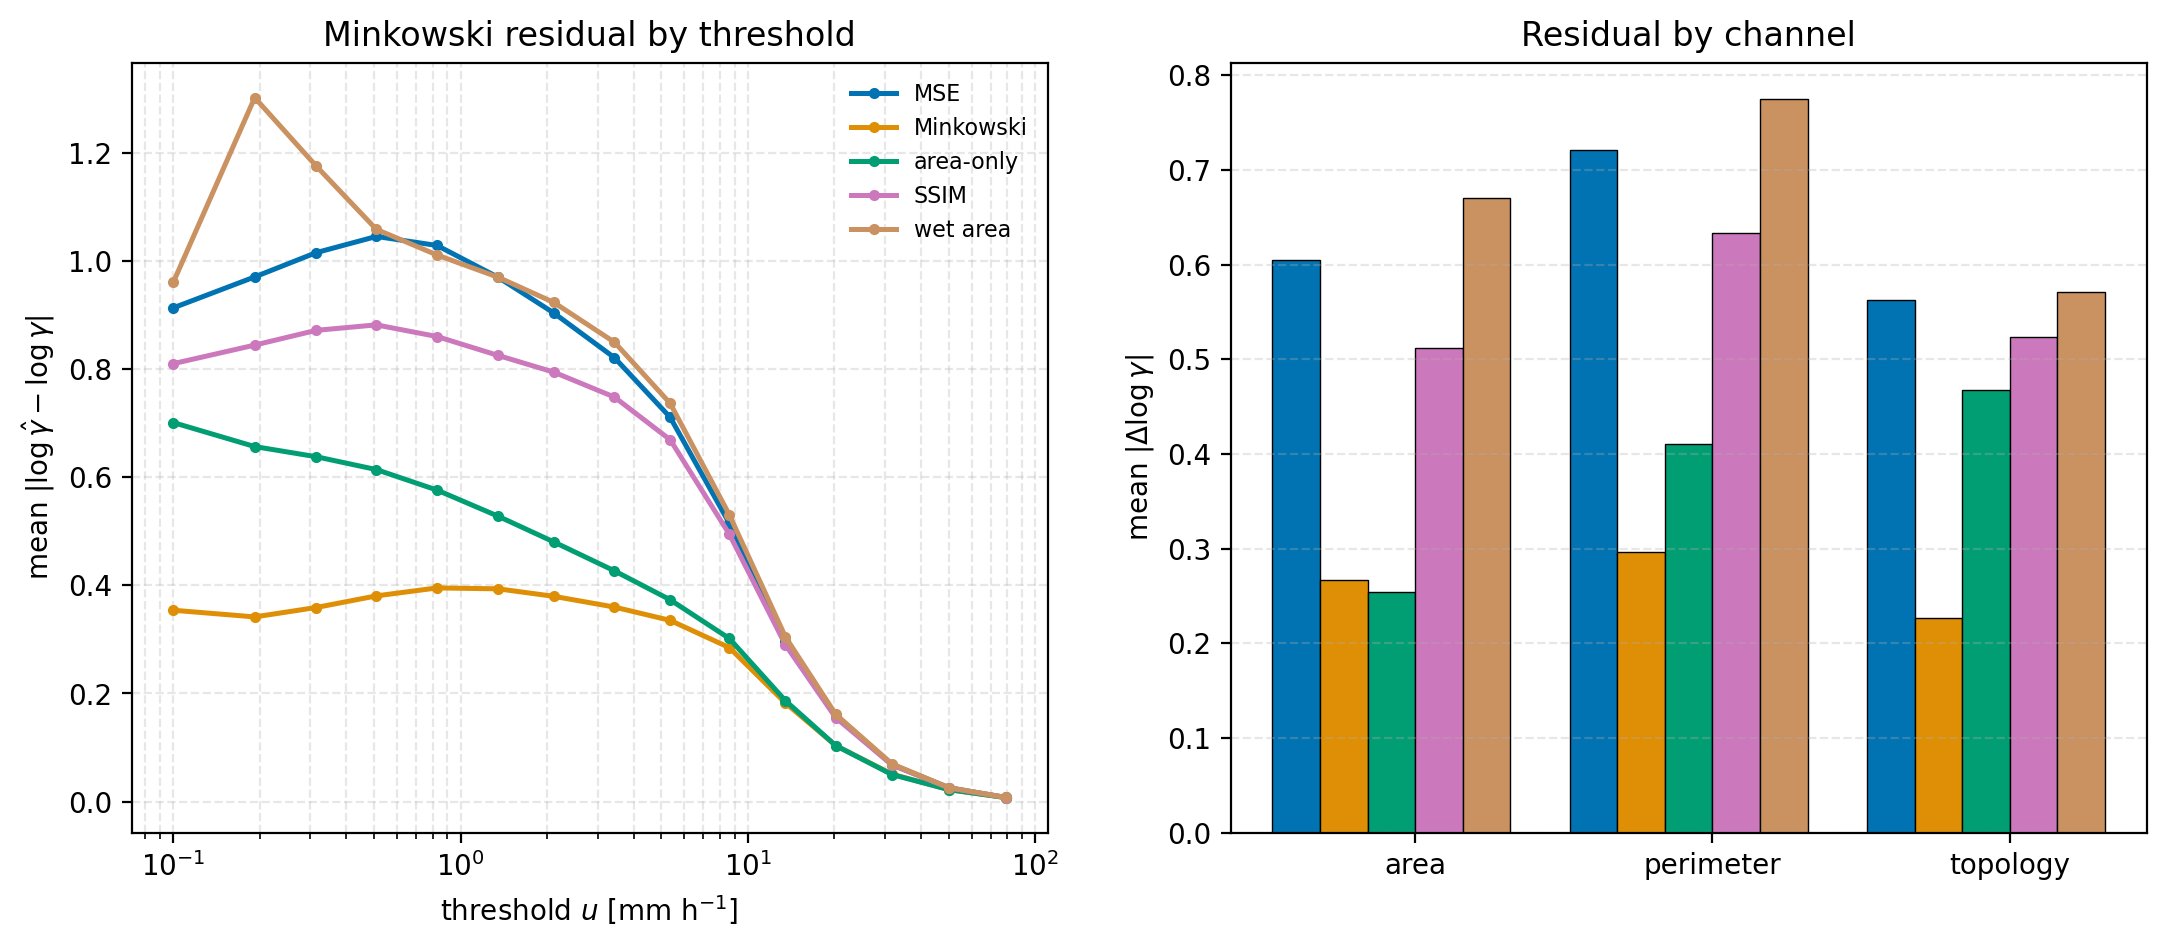 Minkowski residual by threshold
mean |log γ̂ − log γ|
1.2
1.0
0.8
0.6
0.4
0.2
0.0
10⁻¹
10⁰
10¹
10²
threshold u [mm h⁻¹]
MSE
Minkowski
area-only
SSIM
wet area
Residual by channel
mean |Δlog γ|
0.8
0.7
0.6
0.5
0.4
0.3
0.2
0.1
0.0
area
perimeter
topology